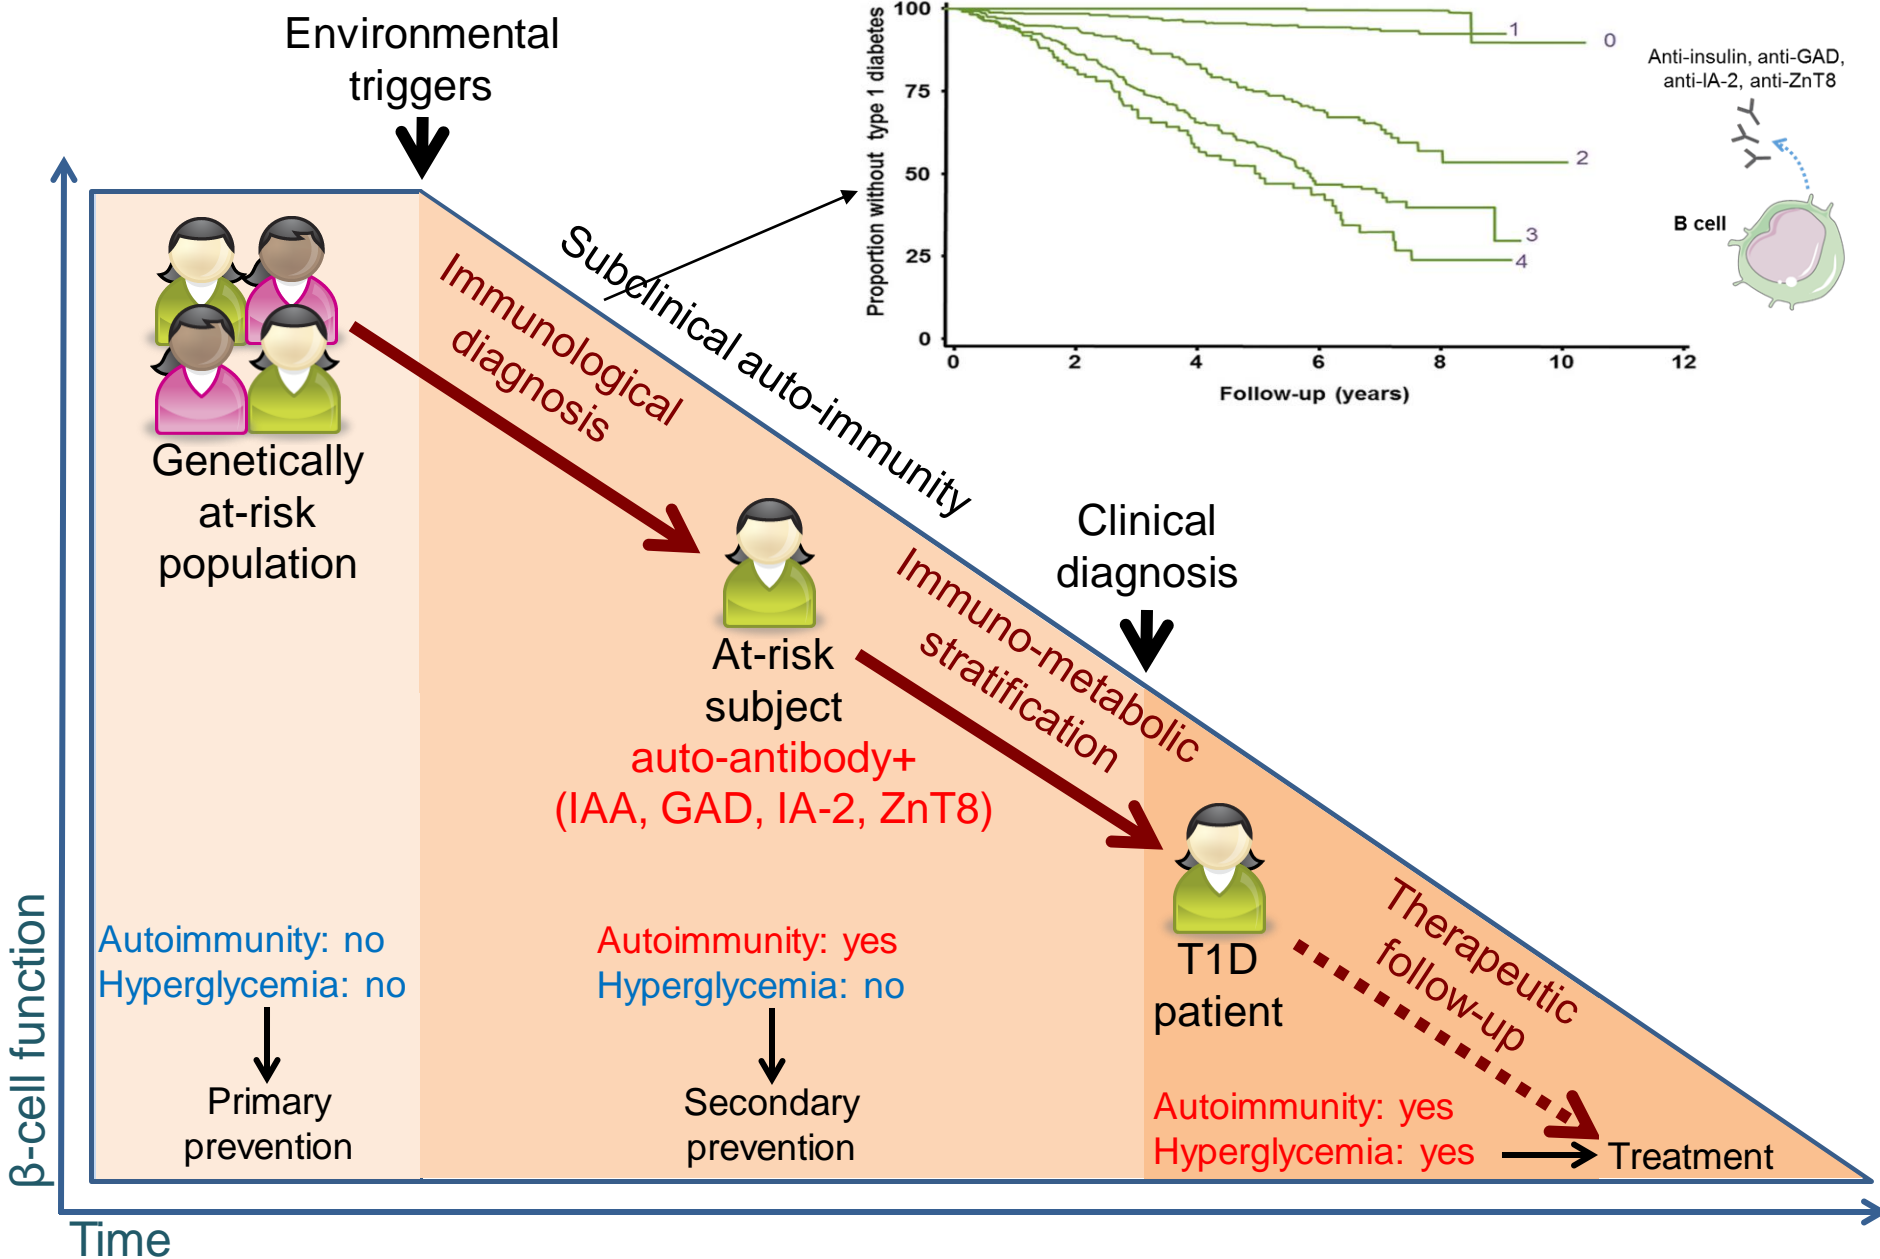 Environmental
triggers
Proportion without type 1 diabetes
100
75
50
25
0
0
2
4
6
8
10
12
Follow-up (years)
1
0
2
3
4
Anti-insulin, anti-GAD,
anti-IA-2, anti-ZnT8
B cell
Subclinical auto-immunity
Immunological
diagnosis
Genetically
at-risk
population
At-risk
subject
auto-antibody+
(IAA, GAD, IA-2, ZnT8)
Clinical
diagnosis
Immuno-metabolic
stratification
T1D
patient
Therapeutic
follow-up
Autoimmunity: no
Hyperglycemia: no
Primary
prevention
Autoimmunity: yes
Hyperglycemia: no
Secondary
prevention
Autoimmunity: yes
Hyperglycemia: yes
Treatment
β-cell function
Time